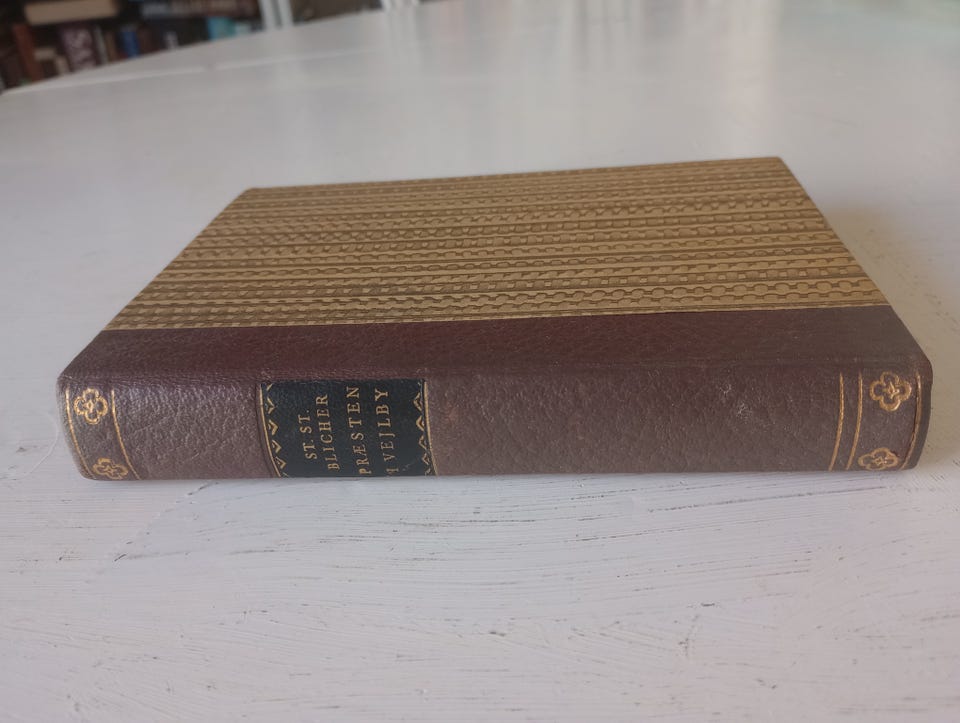 ST. ST.
BLICHER
PRÆSTEN
I VEJLBY